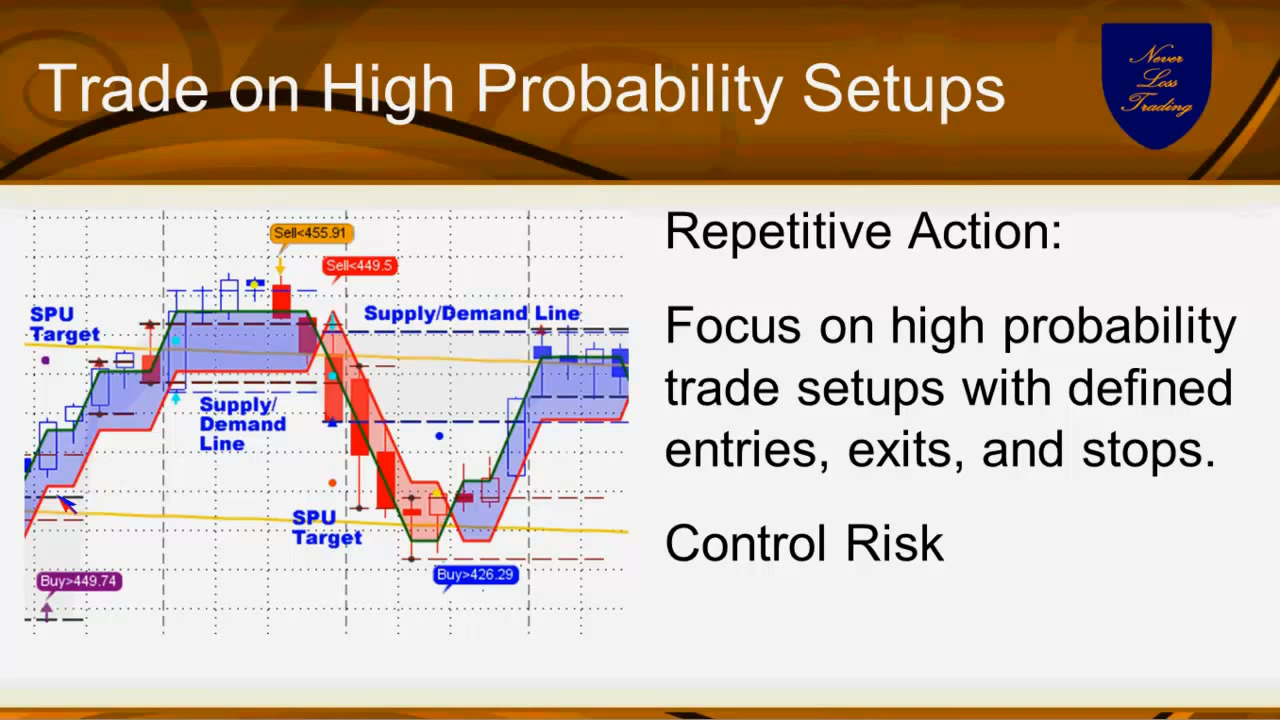 Trade on High Probability Setups
Never
Loss
Trading
Repetitive Action:
Focus on high probability
trade setups with defined
entries, exits, and stops.
Control Risk
Sell<455.91
Sell<449.5
SPU
Target
Supply/Demand Line
Supply/
Demand
Line
SPU
Target
Buy>449.74
Buy>426.29